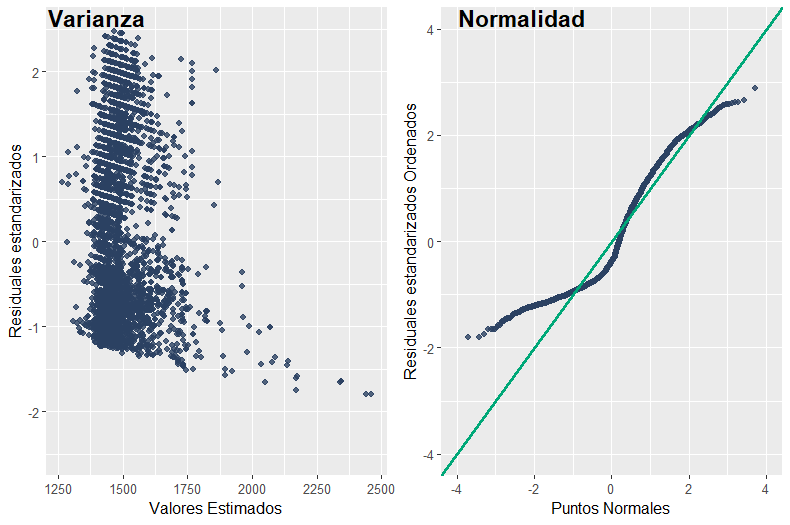 Varianza
Residuales estandarizados
2
1
0
-1
-2
1250 1500 1750 2000 2250 2500
Valores Estimados
Normalidad
Residuales estandarizados Ordenados
4
2
0
-2
-4
-4 -2 0 2 4
Puntos Normales